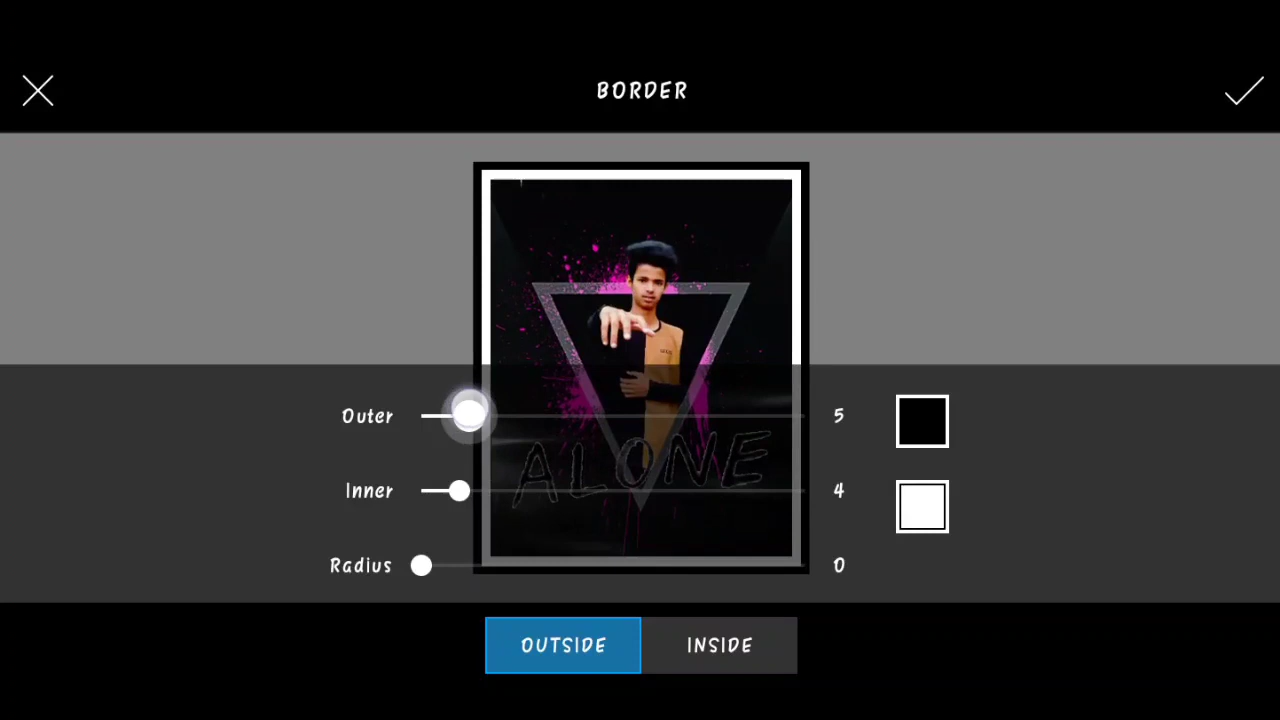 BORDER
Outer 5
ALONE
Inner 4
Radius 0
OUTSIDE INSIDE